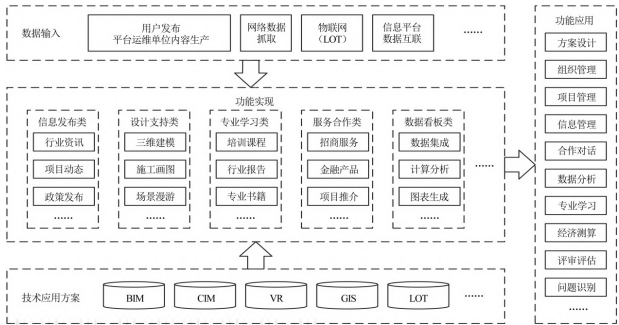 数据输入
用户发布
平台运维单位内容生产
网络数据
抓取
物联网
（LOT）
信息平台
数据互联
……
功能实现
信息发布类
行业资讯
项目动态
政策发布
……
设计支持类
三维建模
施工画图
场景漫游
……
专业学习类
培训课程
行业报告
专业书籍
……
服务合作类
招商服务
金融产品
项目推介
……
数据看板类
数据集成
计算分析
图表生成
……
……
技术应用方案
BIM
CIM
VR
GIS
LOT
……
功能应用
方案设计
组织管理
项目管理
信息管理
合作对话
数据分析
专业学习
经济测算
评审评估
问题识别
……